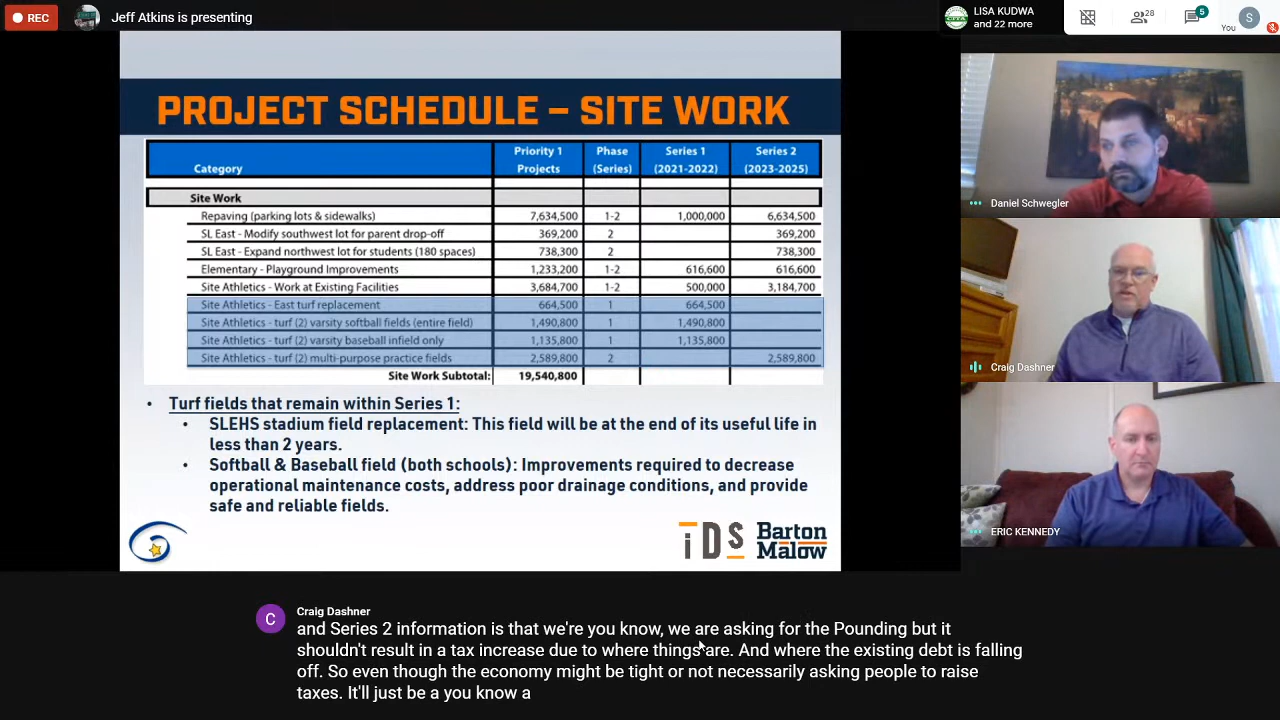 REC
Jeff Atkins is presenting
LISA KUDWA
and 22 more
28
5
S
You
PROJECT SCHEDULE – SITE WORK
Category
Priority 1
Projects
Phase
(Series)
Series 1
(2021-2022)
Series 2
(2023-2025)
Site Work
Repaving (parking lots & sidewalks) 7,634,500 1-2 1,000,000 6,634,500
SL East - Modify southwest lot for parent drop-off 369,200 2 369,200
SL East - Expand northwest lot for students (180 spaces) 738,300 2 738,300
Elementary - Playground Improvements 1,233,200 1-2 616,600 616,600
Site Athletics - Work at Existing Facilities 3,684,700 1-2 500,000 3,184,700
Site Athletics - East turf replacement 664,500 1 664,500
Site Athletics - turf (2) varsity softball fields (entire field) 1,490,800 1 1,490,800
Site Athletics - turf (2) varsity baseball infield only 1,135,800 1 1,135,800
Site Athletics - turf (2) multi-purpose practice fields 2,589,800 2 2,589,800
Site Work Subtotal: 19,540,800
• Turf fields that remain within Series 1:
• SLEHS stadium field replacement: This field will be at the end of its useful life in
less than 2 years.
• Softball & Baseball field (both schools): Improvements required to decrease
operational maintenance costs, address poor drainage conditions, and provide
safe and reliable fields.
iDS
Barton
Malow
Daniel Schwegler
Craig Dashner
ERIC KENNEDY
C
Craig Dashner
and Series 2 information is that we're you know, we are asking for the Pounding but it
shouldn't result in a tax increase due to where things are. And where the existing debt is falling
off. So even though the economy might be tight or not necessarily asking people to raise
taxes. It'll just be a you know a